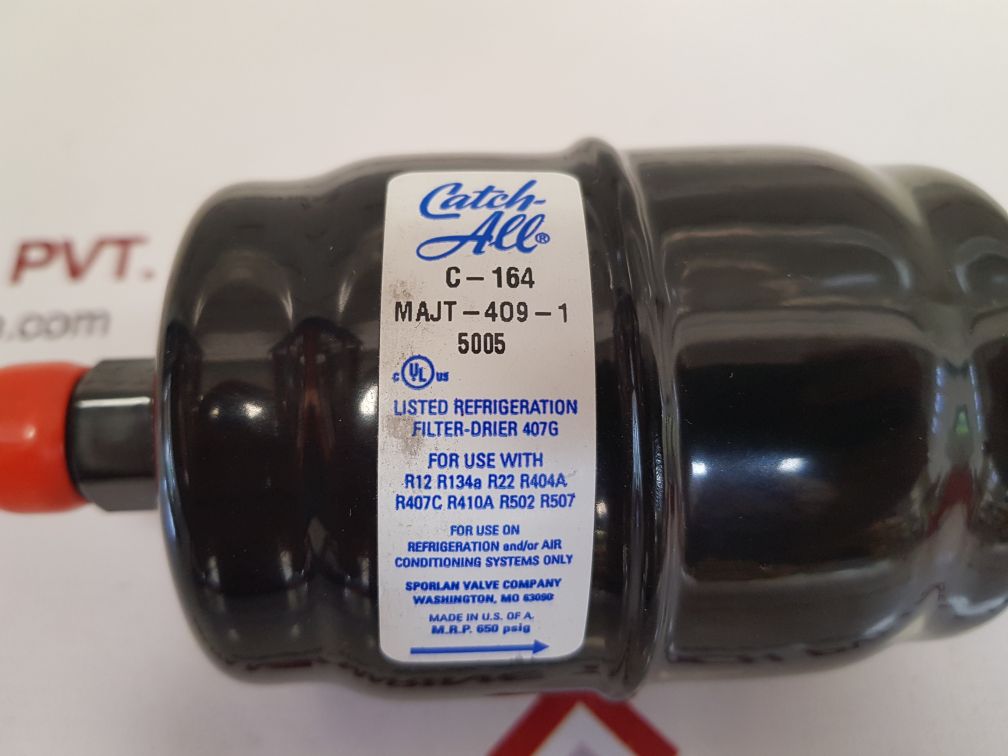 PVT.
.com
Catch-
All®
C-164
MAJT-409-1
5005
c UL us
LISTED REFRIGERATION
FILTER-DRIER 407G
FOR USE WITH
R12 R134a R22 R404A
R407C R410A R502 R507
FOR USE ON
REFRIGERATION and/or AIR
CONDITIONING SYSTEMS ONLY
SPORLAN VALVE COMPANY
WASHINGTON, MO 63090
MADE IN U.S. OF A.
M.R.P. 650 psig